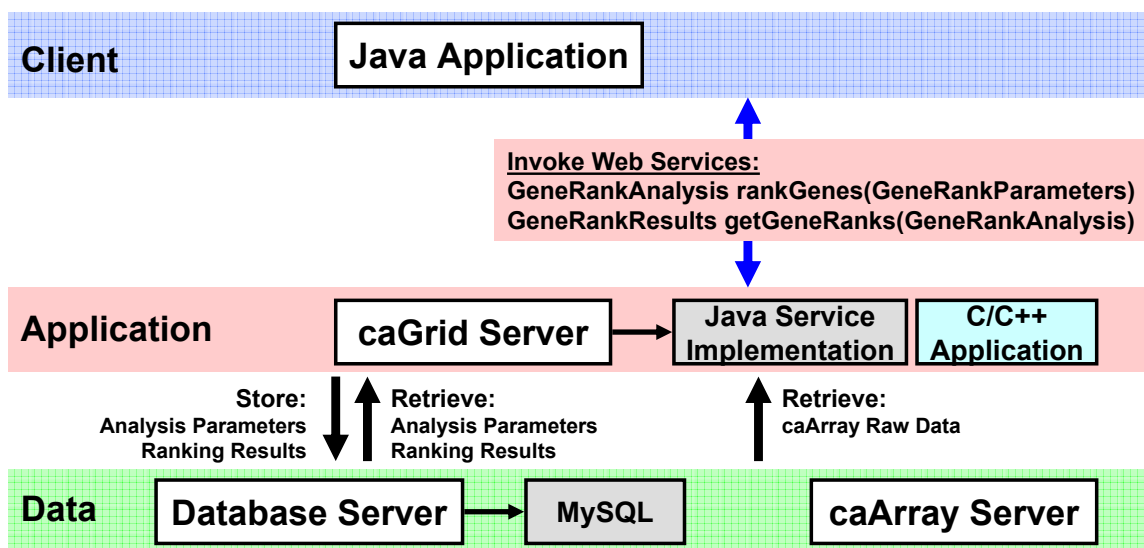 Client
Java Application
Invoke Web Services:
GeneRankAnalysis rankGenes(GeneRankParameters)
GeneRankResults getGeneRanks(GeneRankAnalysis)
Application
caGrid Server
Java Service
Implementation
C/C++
Application
Store:
Analysis Parameters
Ranking Results
Retrieve:
Analysis Parameters
Ranking Results
Retrieve:
caArray Raw Data
Data
Database Server
MySQL
caArray Server